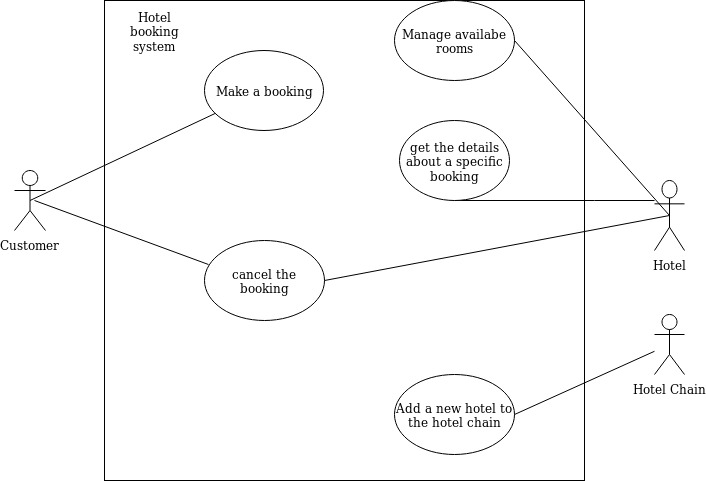 Hotel
booking
system
Manage availabe
rooms
Make a booking
get the details
about a specific
booking
Customer
cancel the
booking
Hotel
Hotel Chain
Add a new hotel to
the hotel chain